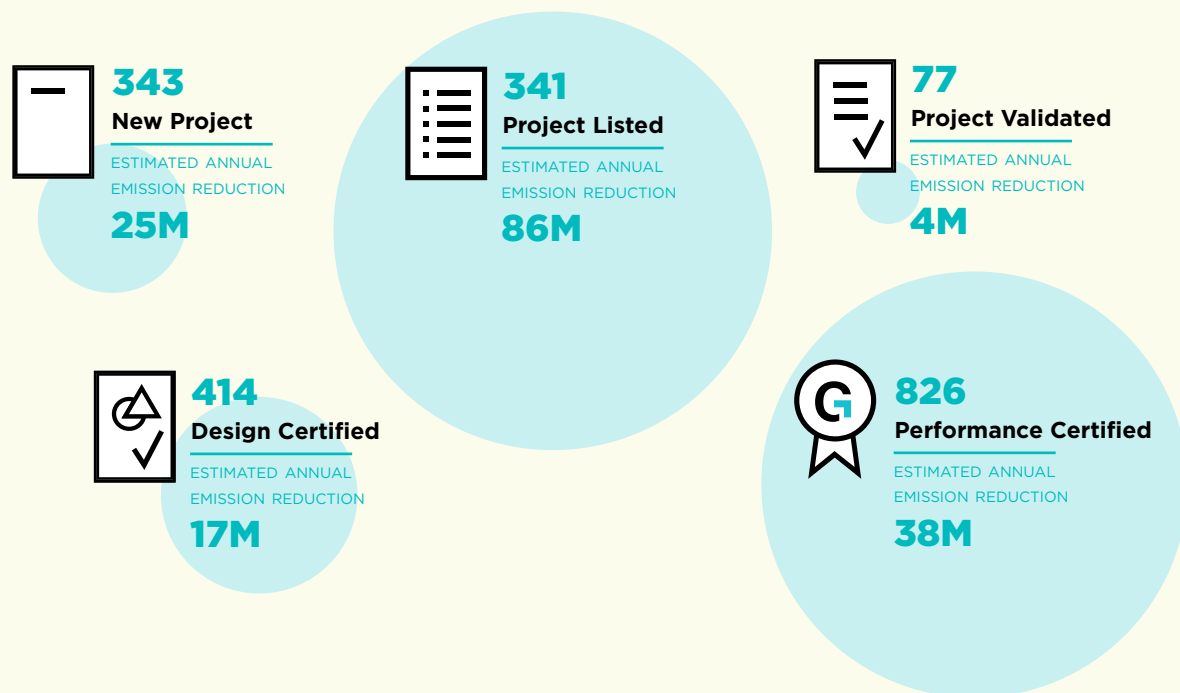 343
New Project
ESTIMATED ANNUAL
EMISSION REDUCTION
25M
341
Project Listed
ESTIMATED ANNUAL
EMISSION REDUCTION
86M
77
Project Validated
ESTIMATED ANNUAL
EMISSION REDUCTION
4M
414
Design Certified
ESTIMATED ANNUAL
EMISSION REDUCTION
17M
G
826
Performance Certified
ESTIMATED ANNUAL
EMISSION REDUCTION
38M